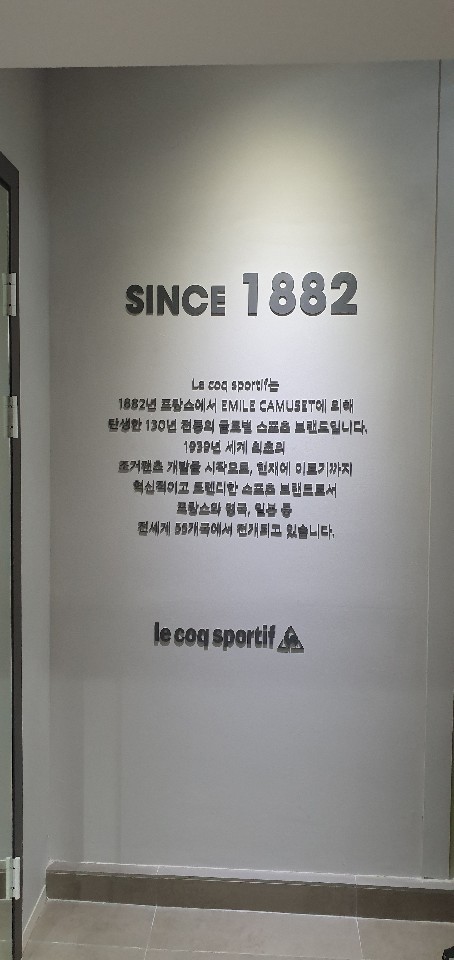 SINCE 1882
Le coq sportif는
1882년 프랑스에서 EMILE CAMUSET에 의해
탄생한 130년 전통의 글로벌 스포츠 브랜드입니다.
1939년 세계 최초의
조거팬츠 개발을 시작으로, 현재에 이르기까지
혁신적이고 트렌디한 스포츠 브랜드로서
프랑스와 영국, 일본 등
전세계 55개국에서 전개되고 있습니다.
le coq sportif